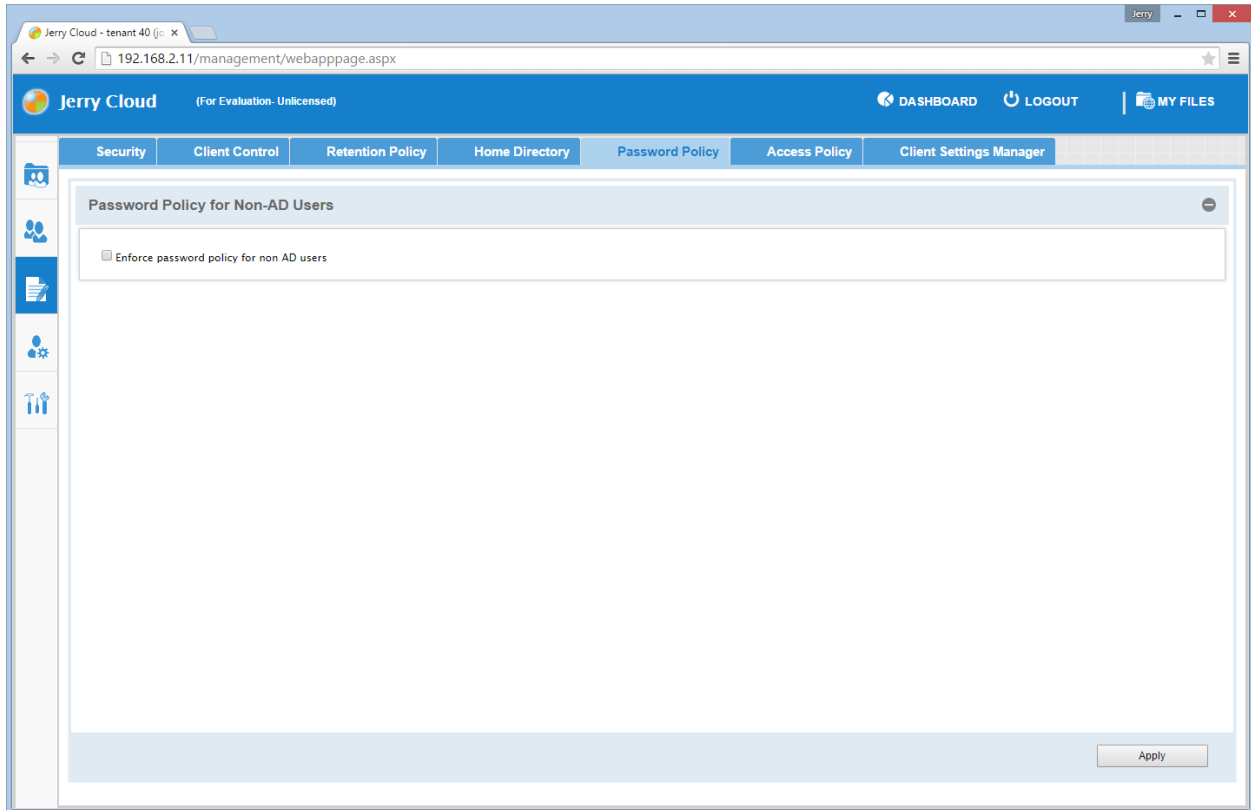 Jerry
Jerry Cloud - tenant 40 (jo
192.168.2.11/management/webapppage.aspx
Jerry Cloud (For Evaluation- Unlicensed) DASHBOARD LOGOUT MY FILES
Security Client Control Retention Policy Home Directory Password Policy Access Policy Client Settings Manager
Password Policy for Non-AD Users
Enforce password policy for non AD users
Apply